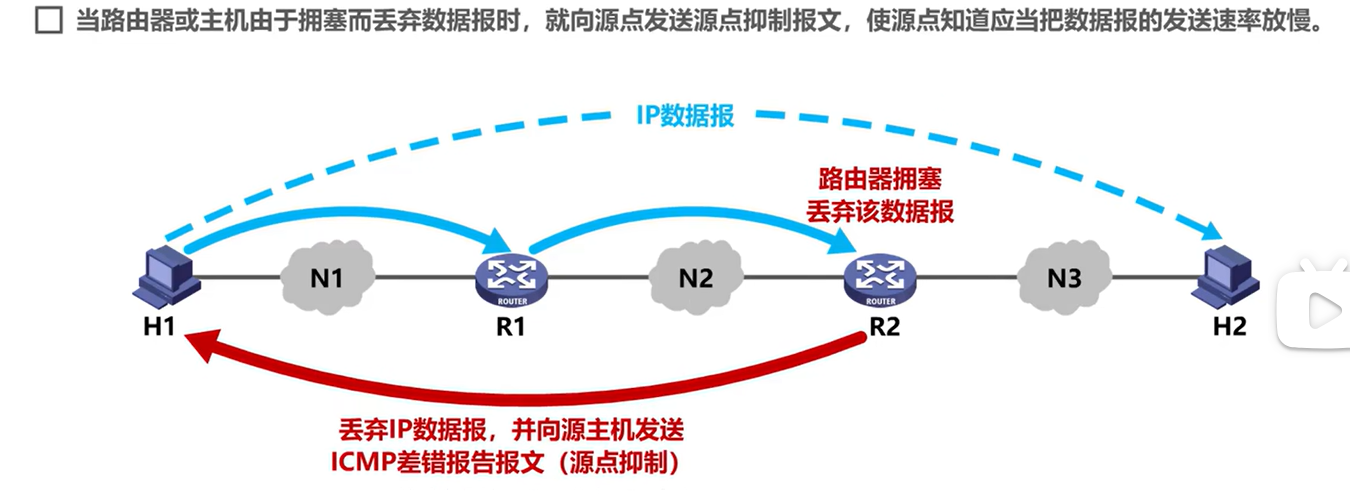 当路由器或主机由于拥塞而丢弃数据报时，就向源点发送源点抑制报文，使源点知道应当把数据报的发送速率放慢。
IP数据报
路由器拥塞
丢弃该数据报
N1
N2
N3
ROUTER
ROUTER
H1
R1
R2
H2
丢弃IP数据报，并向源主机发送
ICMP差错报告报文（源点抑制）